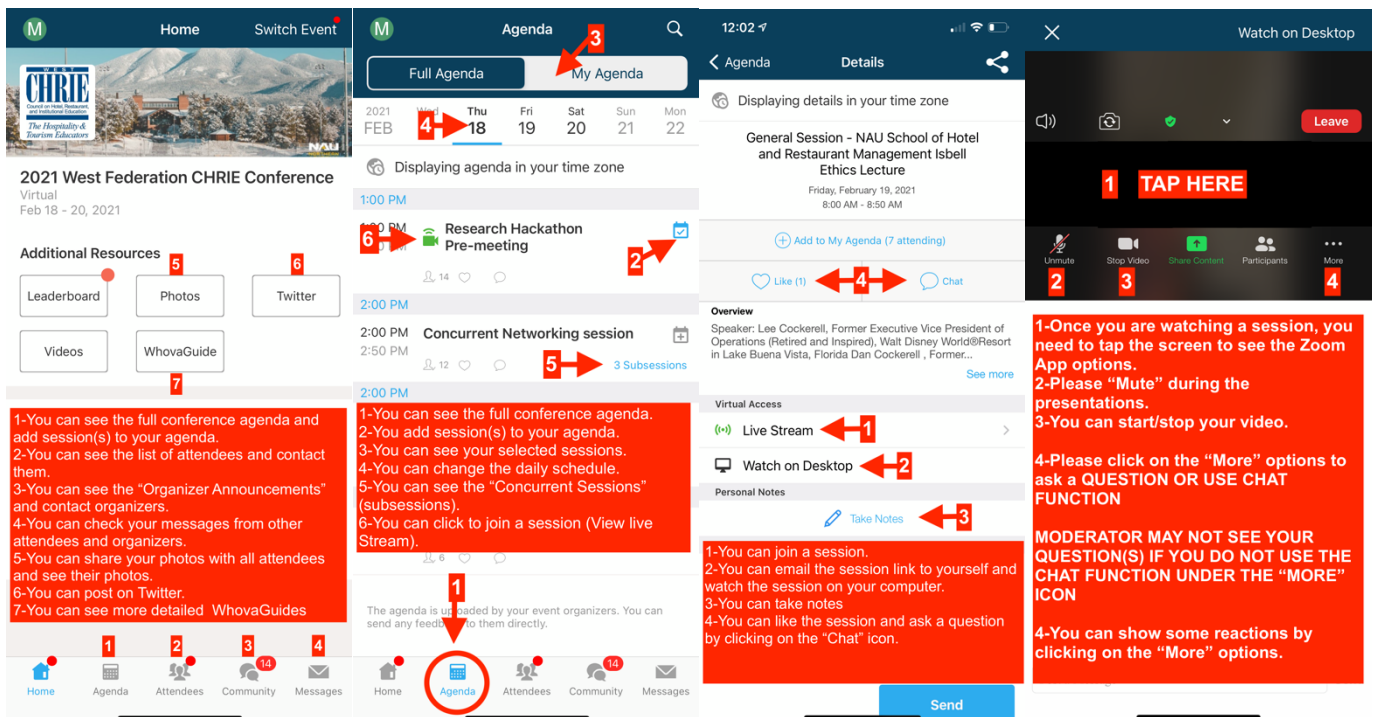 M
Home
Switch Event
WEST
CHRIE
Council on Hotel, Restaurant,
and Institutional Education
The Hospitality &
Tourism Educators
NAU
2021 West Federation CHRIE Conference
Virtual
Feb 18 - 20, 2021
Additional Resources
5
6
Leaderboard
Photos
Twitter
Videos
WhovaGuide
7
1-You can see the full conference agenda and
add session(s) to your agenda.
2-You can see the list of attendees and contact
them.
3-You can see the “Organizer Announcements”
and contact organizers.
4-You can check your messages from other
attendees and organizers.
5-You can share your photos with all attendees
and see their photos.
6-You can post on Twitter.
7-You can see more detailed WhovaGuides
1
2
3
4
14
Home
Agenda
Attendees
Community
Messages
M
Agenda
3
Full Agenda
My Agenda
2021
Wed
Thu
Fri
Sat
Sun
Mon
FEB
4
18
19
20
21
22
Displaying agenda in your time zone
1:00 PM
1:00 PM
Research Hackathon
6
Pre-meeting
2
14
2:00 PM
2:00 PM
Concurrent Networking session
2:50 PM
12
5
3 Subsessions
2:00 PM
1-You can see the full conference agenda.
2-You add session(s) to your agenda.
3-You can see your selected sessions.
4-You can change the daily schedule.
5-You can see the “Concurrent Sessions”
(subsessions).
6-You can click to join a session (View live
Stream).
6
1
The agenda is uploaded by your event organizers. You can
send any feedback to them directly.
14
Home
Agenda
Attendees
Community
Messages
12:02
Agenda
Details
Displaying details in your time zone
General Session - NAU School of Hotel
and Restaurant Management Isbell
Ethics Lecture
Friday, February 19, 2021
8:00 AM - 8:50 AM
Add to My Agenda (7 attending)
Like (1)
4
Chat
Overview
Speaker: Lee Cockerell, Former Executive Vice President of
Operations (Retired and Inspired), Walt Disney World®Resort
in Lake Buena Vista, Florida Dan Cockerell , Former...
See more
Virtual Access
Live Stream
1
Watch on Desktop
2
Personal Notes
Take Notes
3
1-You can join a session.
2-You can email the session link to yourself and
watch the session on your computer.
3-You can take notes
4-You can like the session and ask a question
by clicking on the “Chat” icon.
Send
Watch on Desktop
Leave
1 TAP HERE
Unmute
Stop Video
Share Content
Participants
More
2
3
4
1-Once you are watching a session, you
need to tap the screen to see the Zoom
App options.
2-Please “Mute” during the
presentations.
3-You can start/stop your video.
4-Please click on the “More” options to
ask a QUESTION OR USE CHAT
FUNCTION
MODERATOR MAY NOT SEE YOUR
QUESTION(S) IF YOU DO NOT USE THE
CHAT FUNCTION UNDER THE “MORE”
ICON
4-You can show some reactions by
clicking on the “More” options.